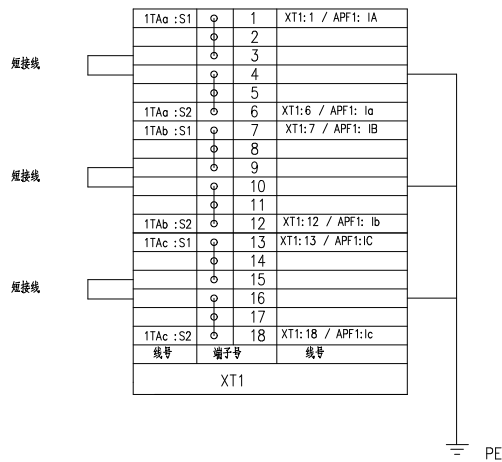 1TAa :S1 1 XT1:1 / APF1: IA
2
短接线 3
4
5
1TAa :S2 6 XT1:6 / APF1: Ia
1TAb :S1 7 XT1:7 / APF1: IB
8
短接线 9
10
11
1TAb :S2 12 XT1:12 / APF1: Ib
1TAc :S1 13 XT1:13 / APF1:IC
14
短接线 15
16
17
1TAc :S2 18 XT1:18 / APF1:Ic
线号 端子号 线号
XT1
PE